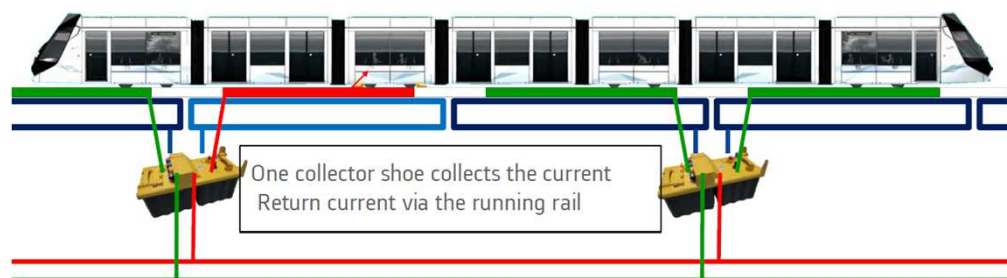 One collector shoe collects the current
Return current via the running rail